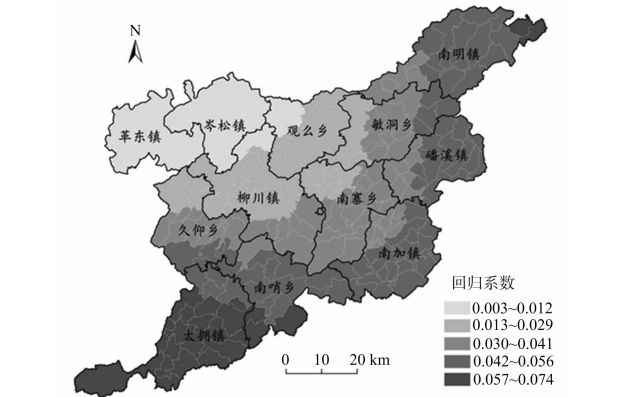 N
南明镇
岑松镇
革东镇
观么乡
敏洞乡
磻溪镇
柳川镇
南寨乡
久仰乡
南加镇
南哨乡
太拥镇
回归系数
0.003~0.012
0.013~0.029
0.030~0.041
0.042~0.056
0.057~0.074
0 10 20 km